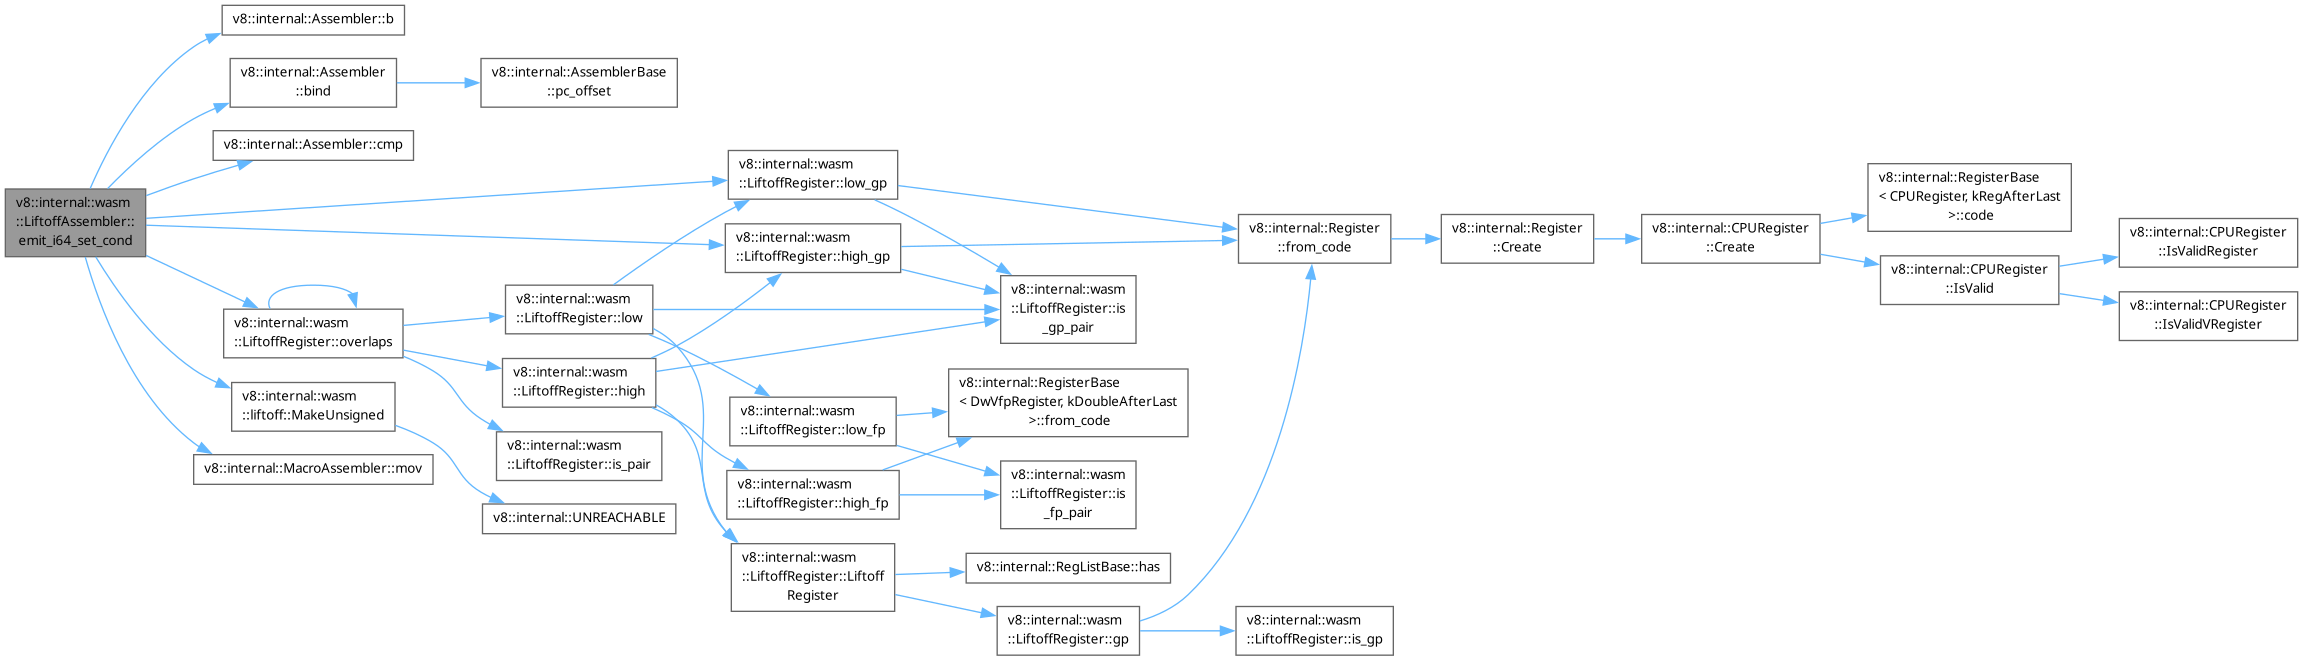 v8::internal::Assembler::b
v8::internal::Assembler
::bind
v8::internal::AssemblerBase
::pc_offset
v8::internal::Assembler::cmp
v8::internal::wasm
::LiftoffAssembler::
emit_i64_set_cond
v8::internal::wasm
::LiftoffRegister::low_gp
v8::internal::wasm
::LiftoffRegister::high_gp
v8::internal::Register
::from_code
v8::internal::Register
::Create
v8::internal::CPURegister
::Create
v8::internal::RegisterBase
< CPURegister, kRegAfterLast
>::code
v8::internal::CPURegister
::IsValid
v8::internal::CPURegister
::IsValidRegister
v8::internal::CPURegister
::IsValidVRegister
v8::internal::wasm
::LiftoffRegister::overlaps
v8::internal::wasm
::LiftoffRegister::low
v8::internal::wasm
::LiftoffRegister::is
_gp_pair
v8::internal::wasm
::LiftoffRegister::high
v8::internal::wasm
::liftoff::MakeUnsigned
v8::internal::wasm
::LiftoffRegister::low_fp
v8::internal::RegisterBase
< DwVfpRegister, kDoubleAfterLast
>::from_code
v8::internal::wasm
::LiftoffRegister::is_pair
v8::internal::MacroAssembler::mov
v8::internal::wasm
::LiftoffRegister::high_fp
v8::internal::wasm
::LiftoffRegister::is
_fp_pair
v8::internal::UNREACHABLE
v8::internal::wasm
::LiftoffRegister::Liftoff
Register
v8::internal::RegListBase::has
v8::internal::wasm
::LiftoffRegister::gp
v8::internal::wasm
::LiftoffRegister::is_gp